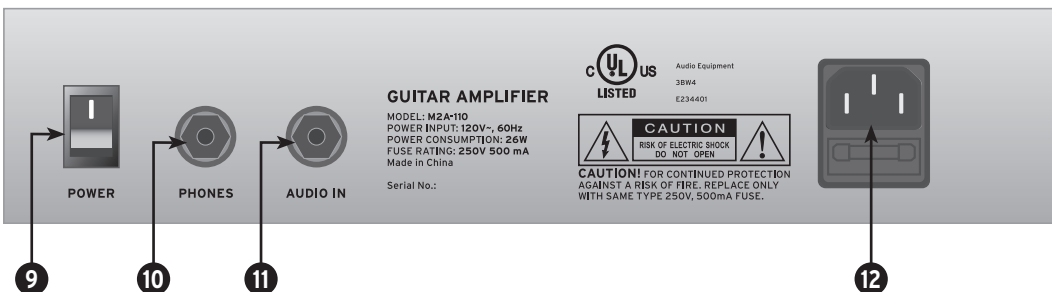 C UL US
LISTED
Audio Equipment
3BW4
E234401
GUITAR AMPLIFIER
MODEL: M2A-110
POWER INPUT: 120V~, 60Hz
POWER CONSUMPTION: 26W
FUSE RATING: 250V 500 mA
Made in China
Serial No.:
CAUTION
RISK OF ELECTRIC SHOCK
DO NOT OPEN
CAUTION! FOR CONTINUED PROTECTION
AGAINST A RISK OF FIRE. REPLACE ONLY
WITH SAME TYPE 250V, 500mA FUSE.
POWER
PHONES
AUDIO IN
9
10
11
12